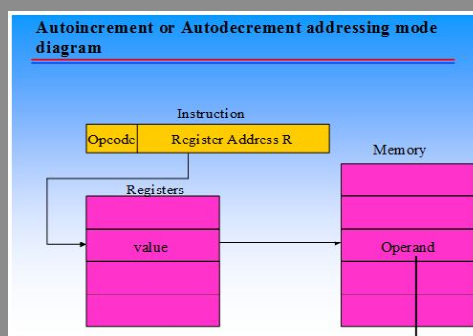 Autoincrement or Autodecrement addressing mode
diagram
Instruction
Opcode Register Address R
Memory
Registers
value
Operand